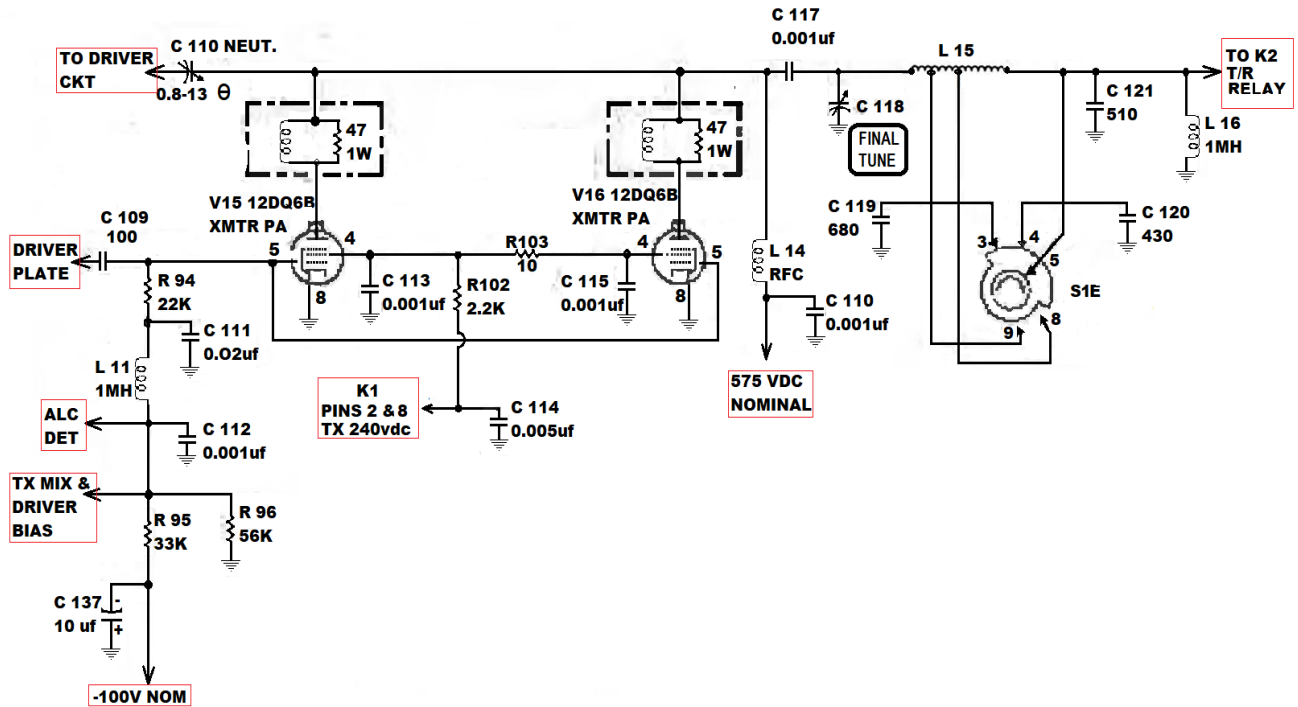 C 117
0.001uf
TO DRIVER
CKT
C 110 NEUT.
0.8-13 θ
L 15
TO K2
T/R
RELAY
47
1W
47
1W
C 118
FINAL
TUNE
C 121
510
L 16
1MH
V15 12DQ6B
XMTR PA
V16 12DQ6B
XMTR PA
C 109
100
DRIVER
PLATE
5
4
8
R103
10
4
5
8
C 119
680
C 120
430
3
4
5
8
9
S1E
R 94
22K
C 113
0.001uf
R102
2.2K
C 115
0.001uf
L 14
RFC
C 110
0.001uf
C 111
0.O2uf
L 11
1MH
K1
PINS 2 & 8
TX 240vdc
C 114
0.005uf
575 VDC
NOMINAL
ALC
DET
C 112
0.001uf
TX MIX &
DRIVER
BIAS
R 95
33K
R 96
56K
C 137
10 uf
-
+
-100V NOM